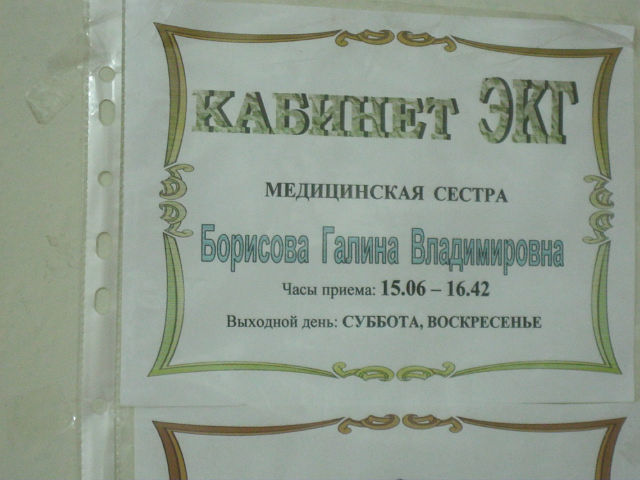 КАБИНЕТ ЭКГ
МЕДИЦИНСКАЯ СЕСТРА
Борисова Галина Владимировна
Часы приема: 15.06 – 16.42
Выходной день: СУББОТА, ВОСКРЕСЕНЬЕ